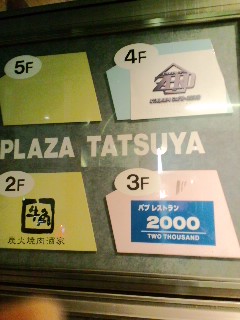 5F
4F
PLAZA TATSUYA
2F
3F
牛角
炭火焼肉酒家
パブ レストラン
2000
TWO THOUSAND